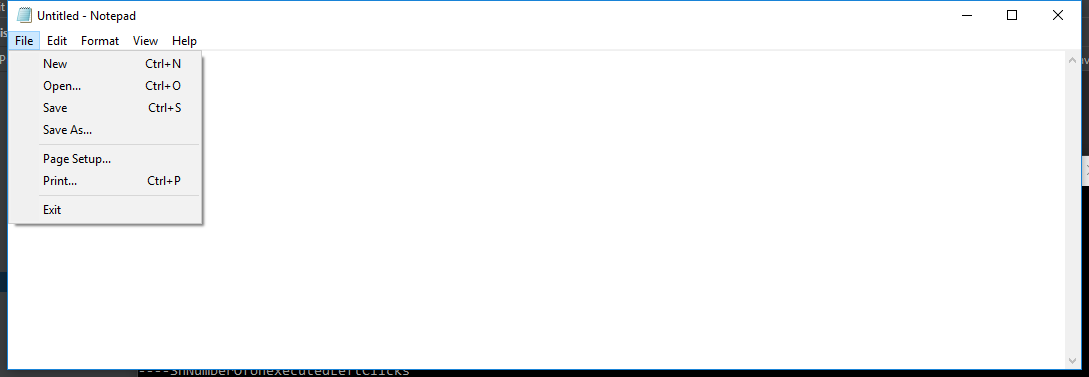 Untitled - Notepad
File Edit Format View Help
New Ctrl+N
Open... Ctrl+O
Save Ctrl+S
Save As...
Page Setup...
Print... Ctrl+P
Exit